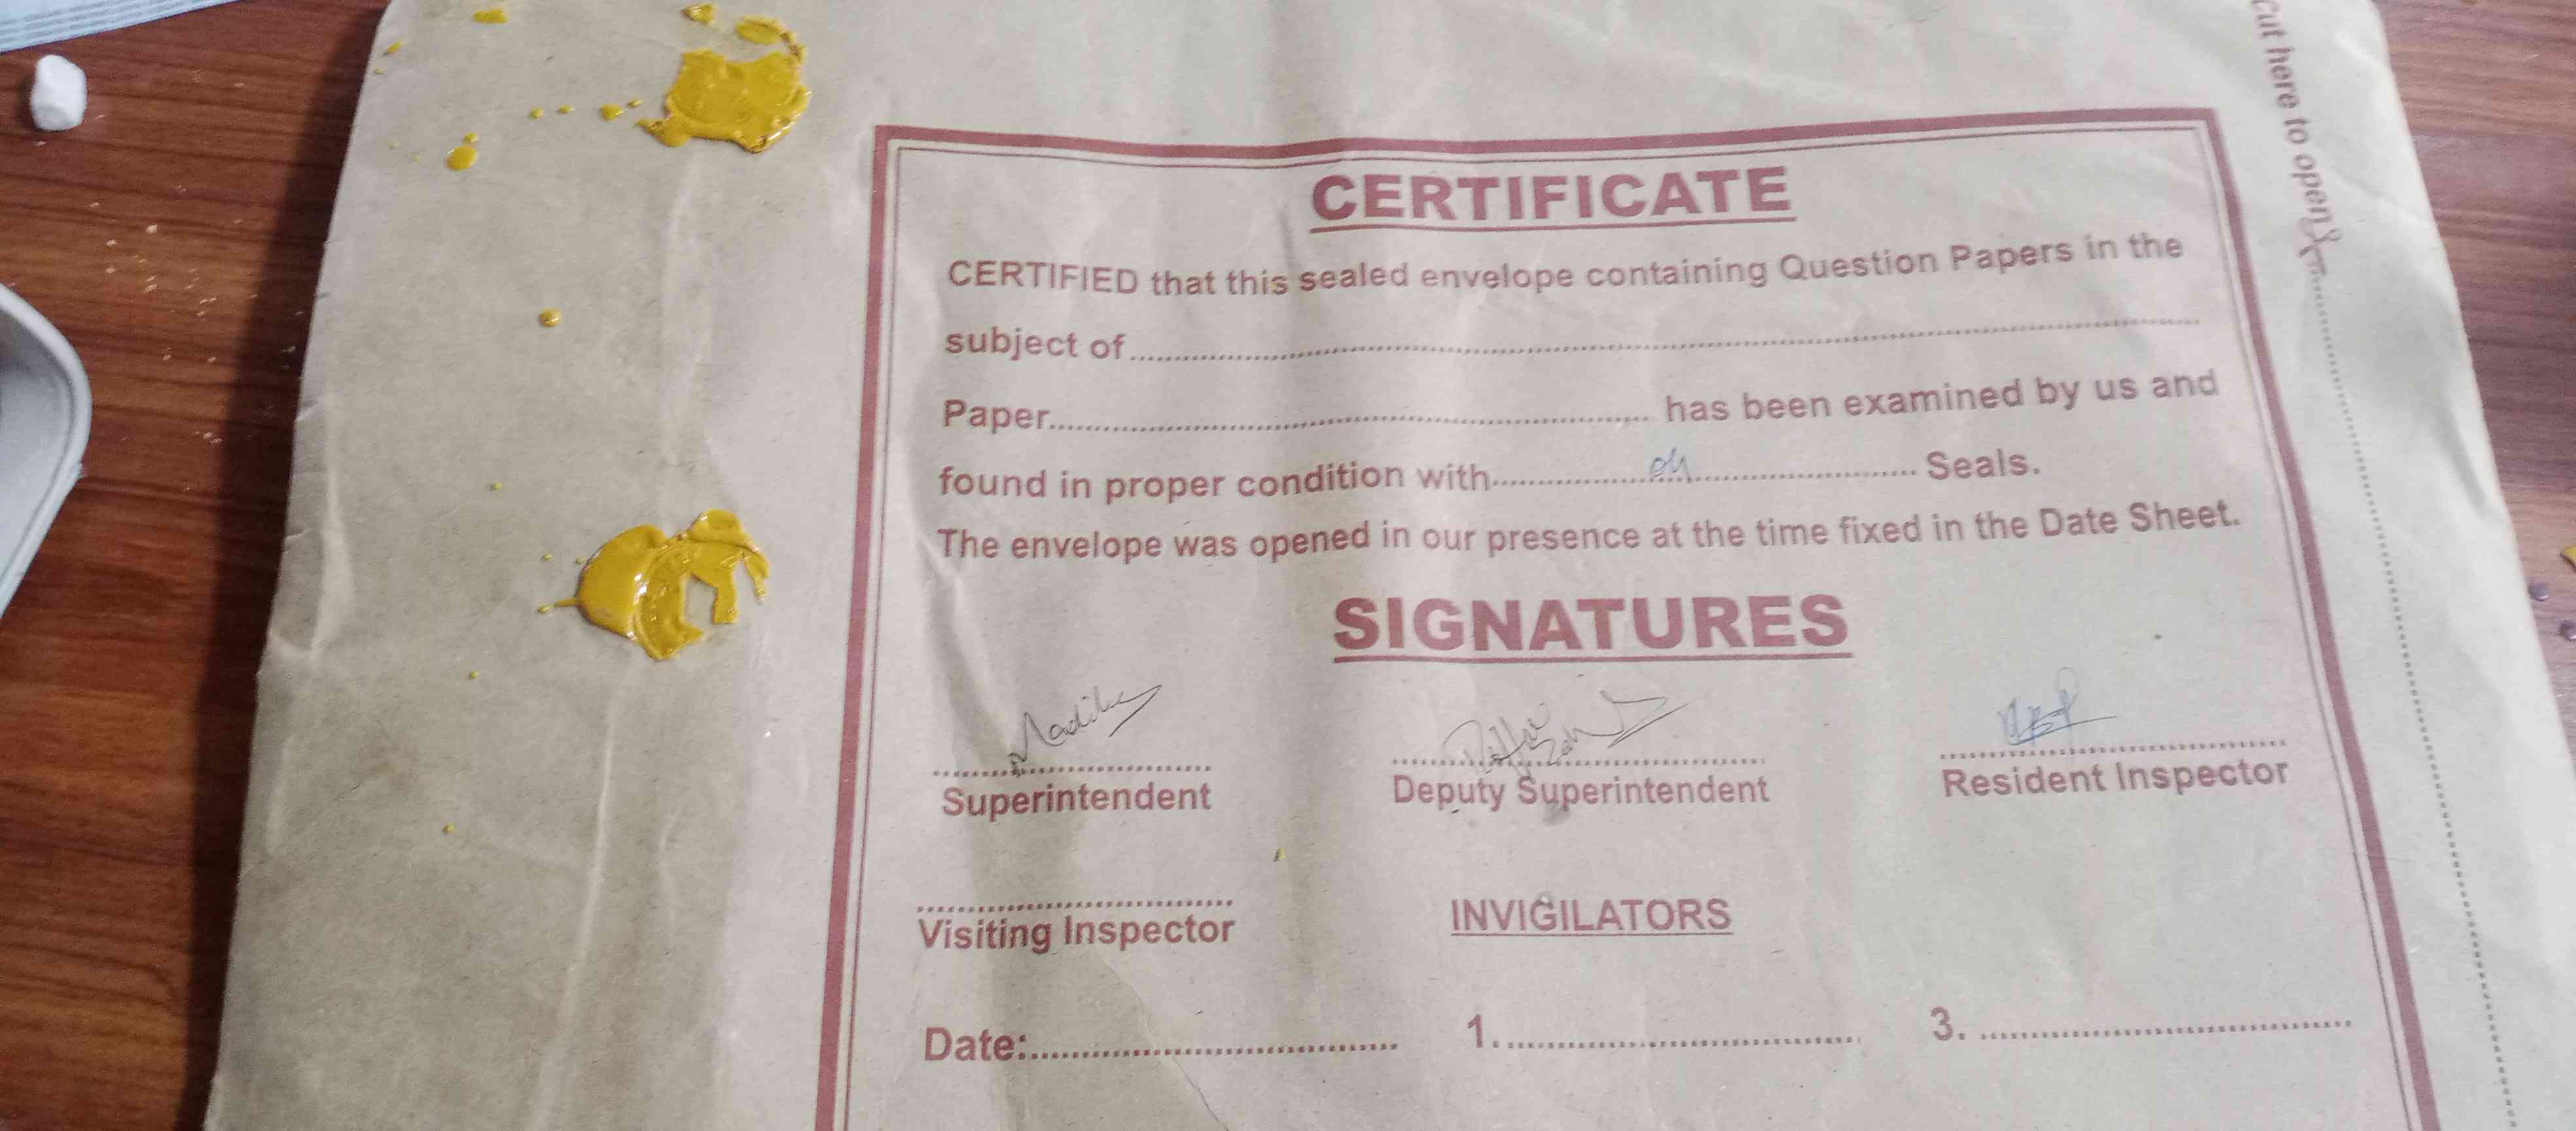 cut here to open
CERTIFICATE
CERTIFIED that this sealed envelope containing Question Papers in the
subject of
Paper has been examined by us and
found in proper condition with 04 Seals.
The envelope was opened in our presence at the time fixed in the Date Sheet.
SIGNATURES
Superintendent Deputy Superintendent Resident Inspector
Visiting Inspector INVIGILATORS
Date: 1. 3.